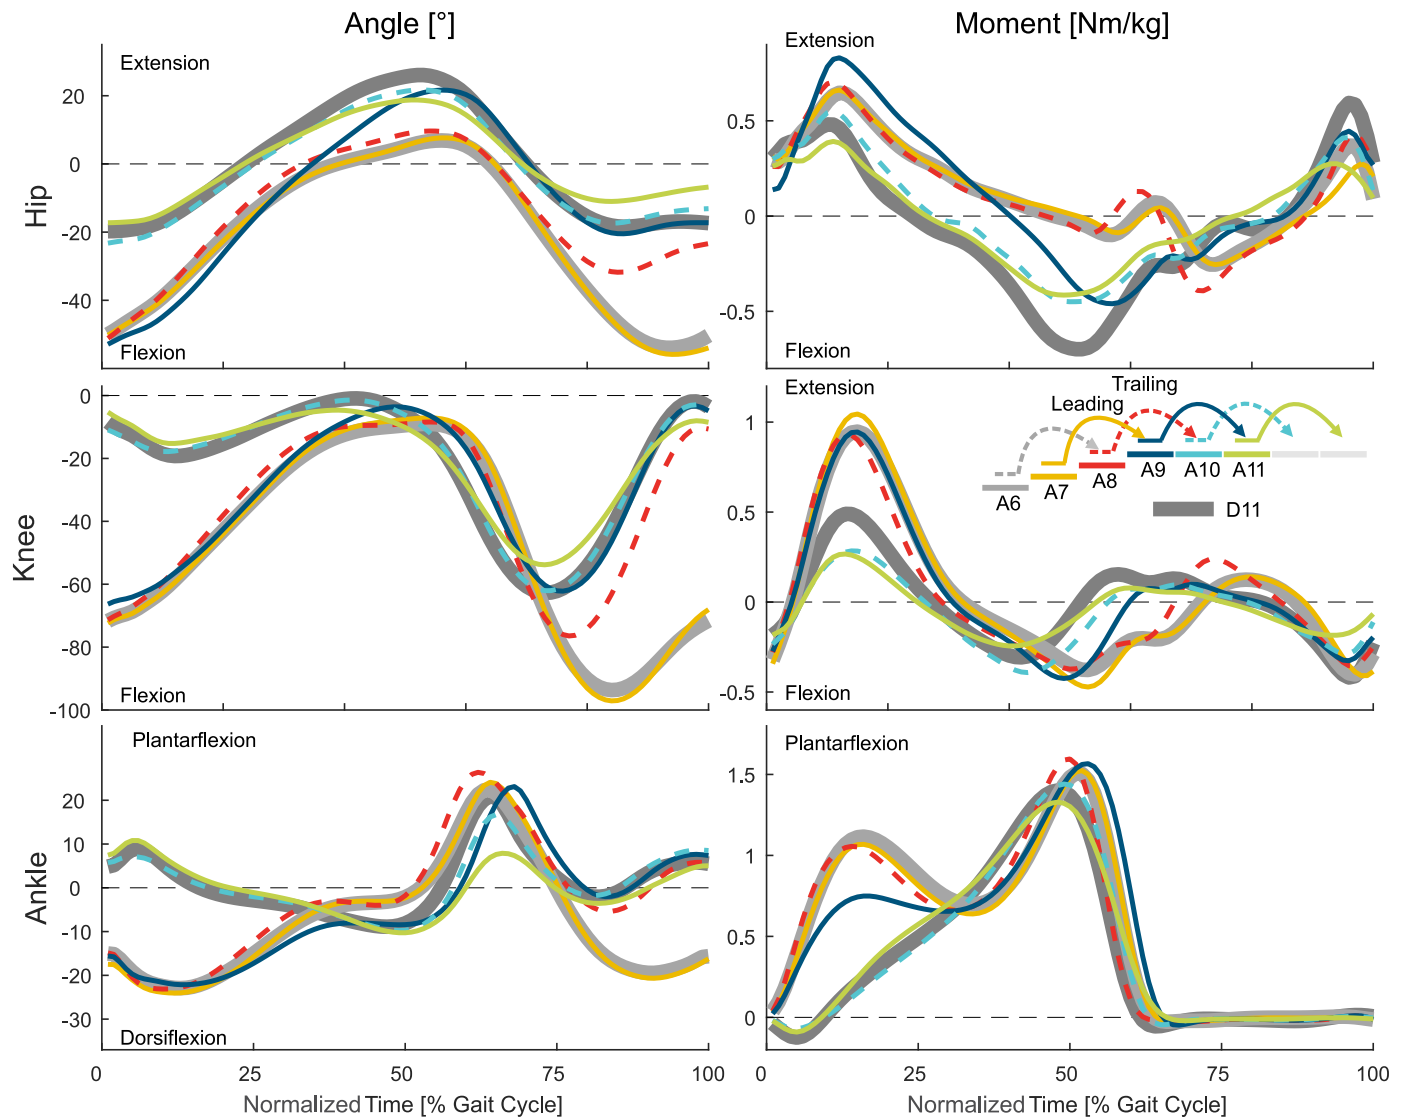 Angle [°]
Moment [Nm/kg]
Hip
Extension
20
0
-20
-40
Flexion
Extension
0.5
0
-0.5
Flexion
Knee
0
-20
-40
-60
-80
-100
Flexion
Extension
1
0.5
0
-0.5
Flexion
Trailing
Leading
A6
A7
A8
A9
A10
A11
D11
Ankle
Plantarflexion
20
10
0
-10
-20
-30
Dorsiflexion
0
25
50
75
100
Normalized Time [% Gait Cycle]
Plantarflexion
1.5
1
0.5
0
0
25
50
75
100
Normalized Time [% Gait Cycle]